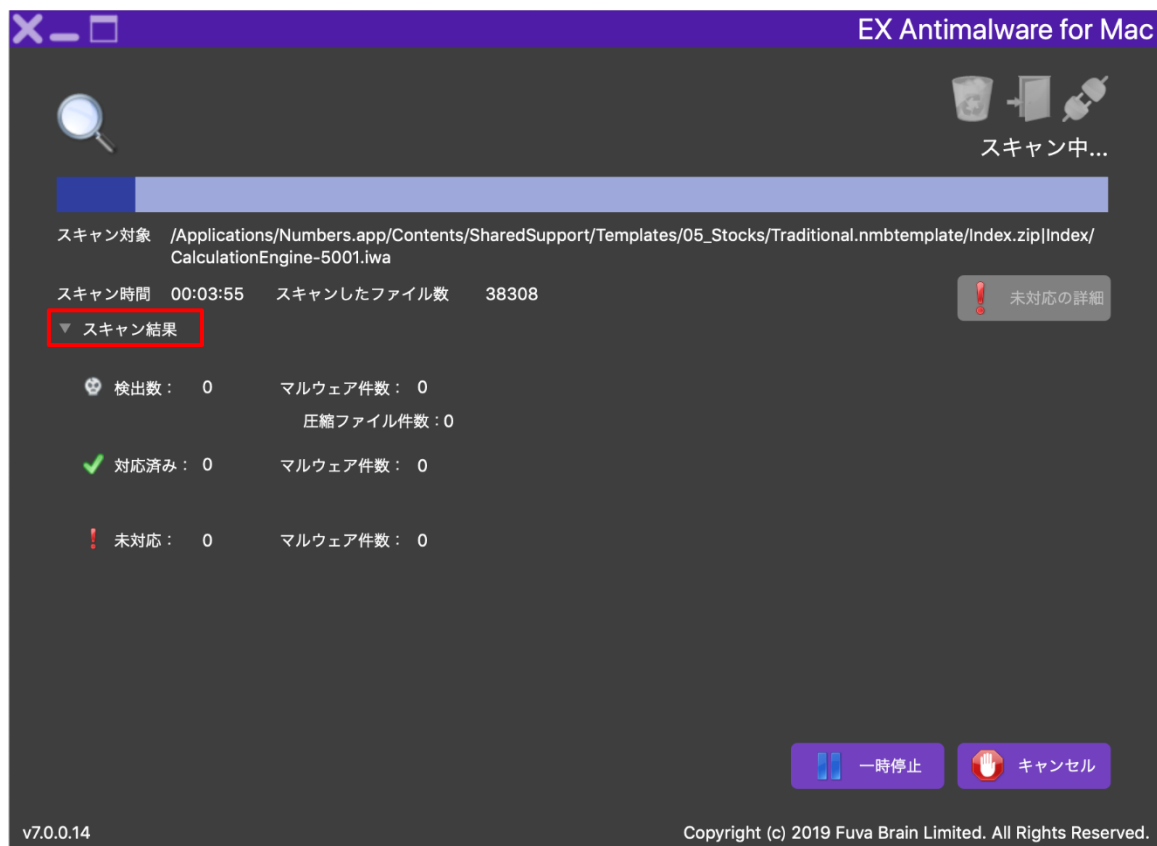 EX Antimalware for Mac
スキャン中...
スキャン対象 /Applications/Numbers.app/Contents/SharedSupport/Templates/05_Stocks/Traditional.nmbtemplate/Index.zip|Index/
CalculationEngine-5001.iwa
スキャン時間 00:03:55 スキャンしたファイル数 38308
未対応の詳細
スキャン結果
検出数： 0 マルウェア件数： 0
圧縮ファイル件数：0
対応済み： 0 マルウェア件数： 0
未対応： 0 マルウェア件数： 0
一時停止 キャンセル
v7.0.0.14 Copyright (c) 2019 Fuva Brain Limited. All Rights Reserved.